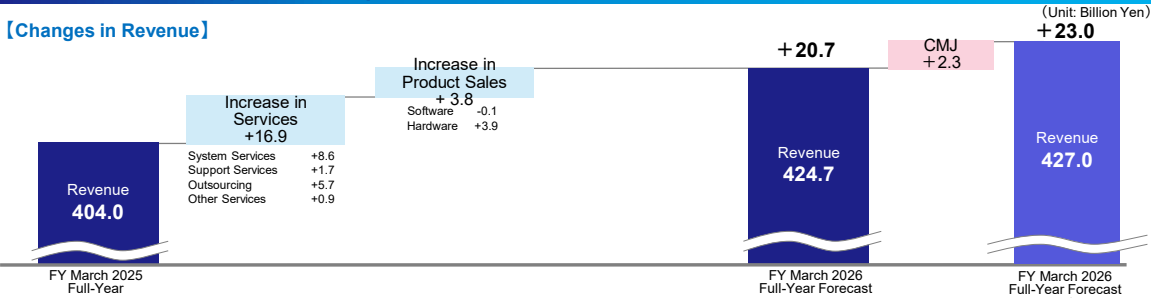 （Unit: Billion Yen）
【Changes in Revenue】
＋23.0
＋20.7
CMJ
＋2.3
Increase in
Product Sales
+ 3.8
Software -0.1
Hardware +3.9
Increase in
Services
+16.9
System Services +8.6
Support Services +1.7
Outsourcing +5.7
Other Services +0.9
Revenue
404.0
Revenue
424.7
Revenue
427.0
FY March 2025
Full-Year
FY March 2026
Full-Year Forecast
FY March 2026
Full-Year Forecast